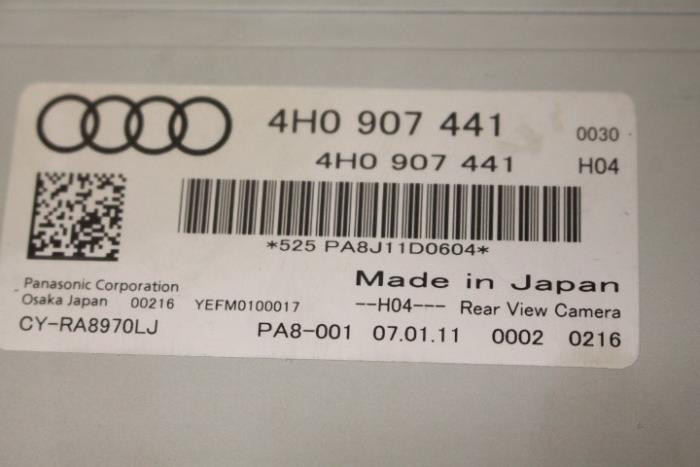 4H0 907 441 0030
4H0 907 441 H04
*525 PA8J11D0604*
Made in Japan
Panasonic Corporation
Osaka Japan 00216 YEFM0100017 --H04--- Rear View Camera
CY-RA8970LJ PA8-001 07.01.11 0002 0216